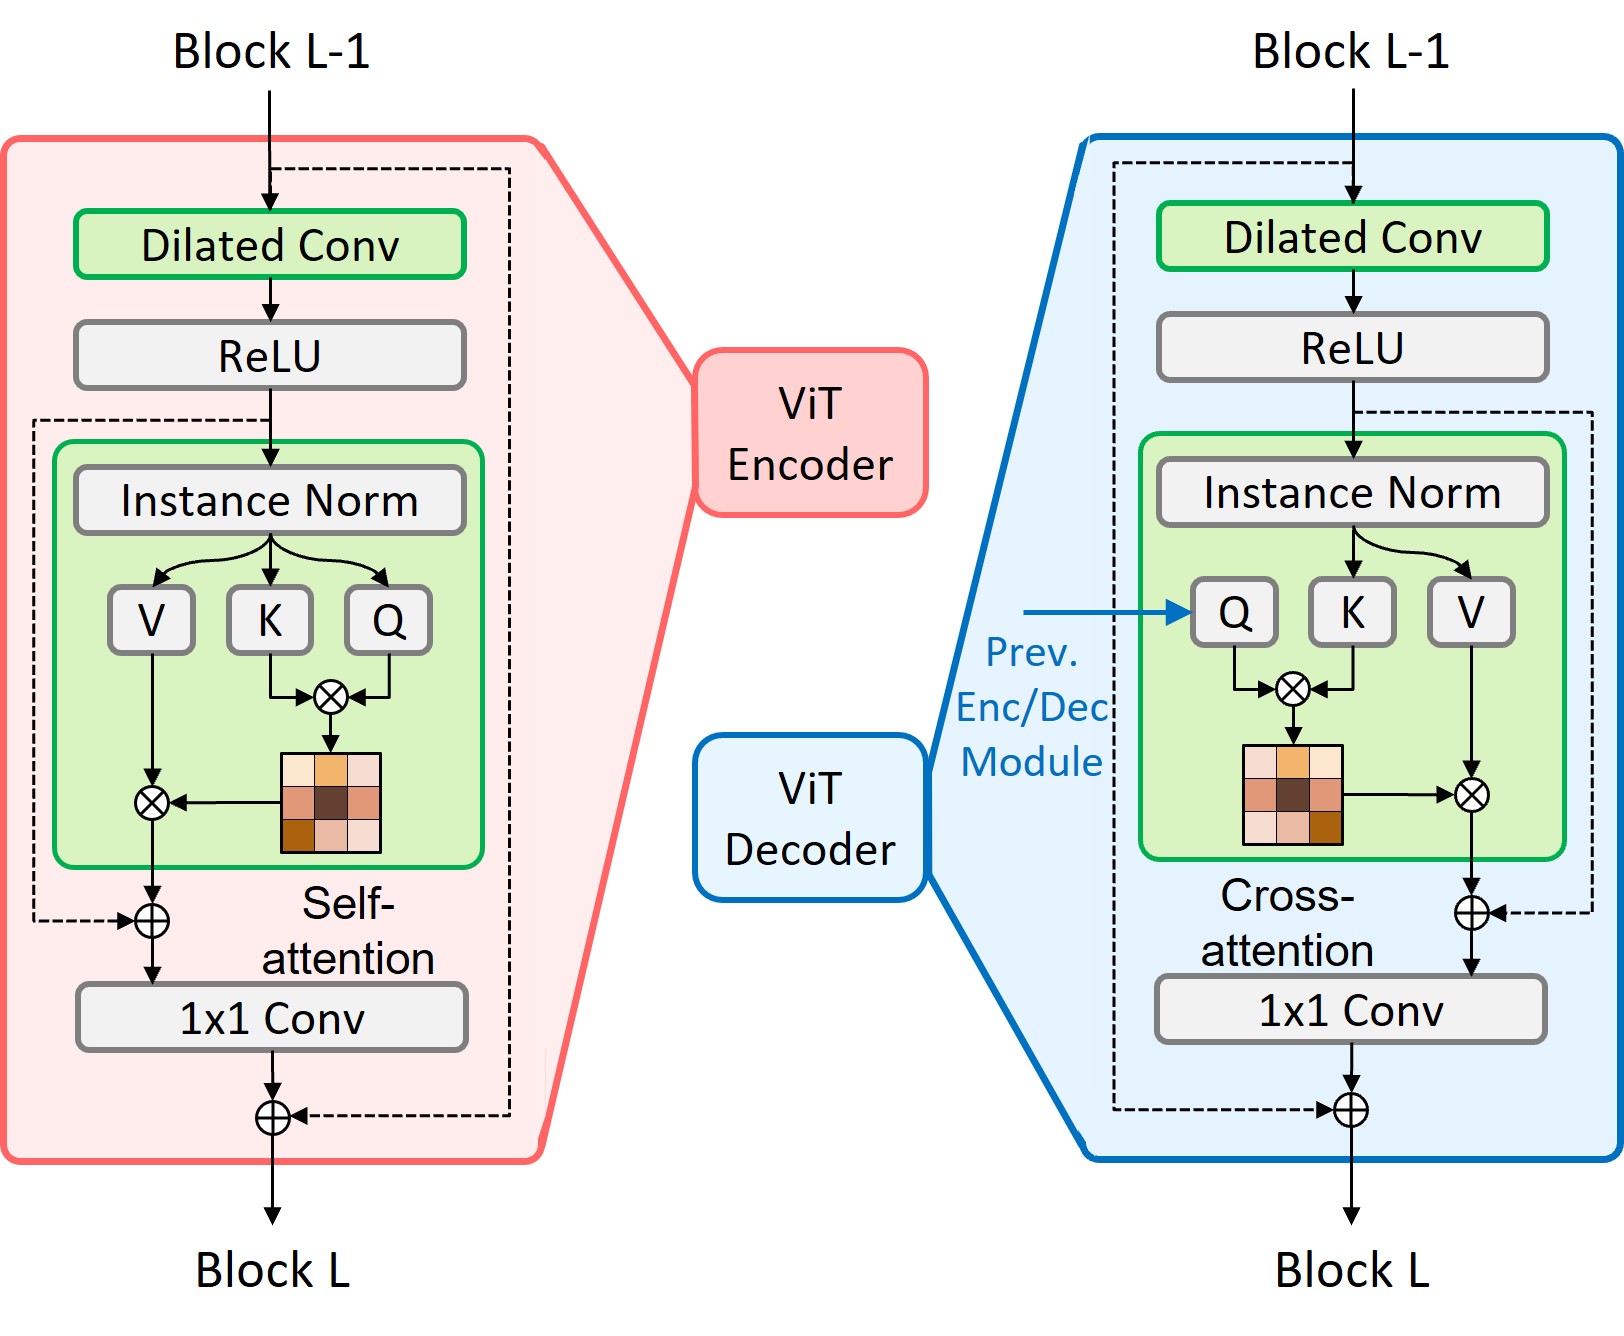 Block L-1
Dilated Conv
ReLU
Instance Norm
V
K
Q
Self-
attention
1x1 Conv
Block L
ViT
Encoder
ViT
Decoder
Block L-1
Dilated Conv
ReLU
Instance Norm
Q
K
V
Prev.
Enc/Dec
Module
Cross-
attention
1x1 Conv
Block L